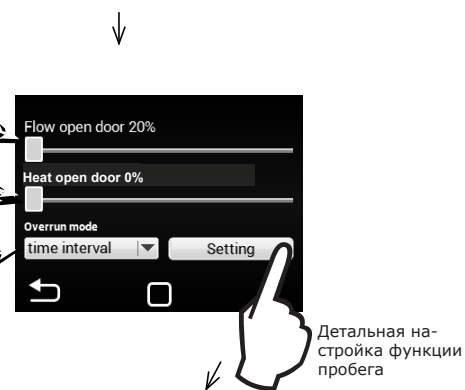 Flow open door 20%
Heat open door 0%
Overrun mode
time interval
Setting
Детальная на-
стройка функции
пробега